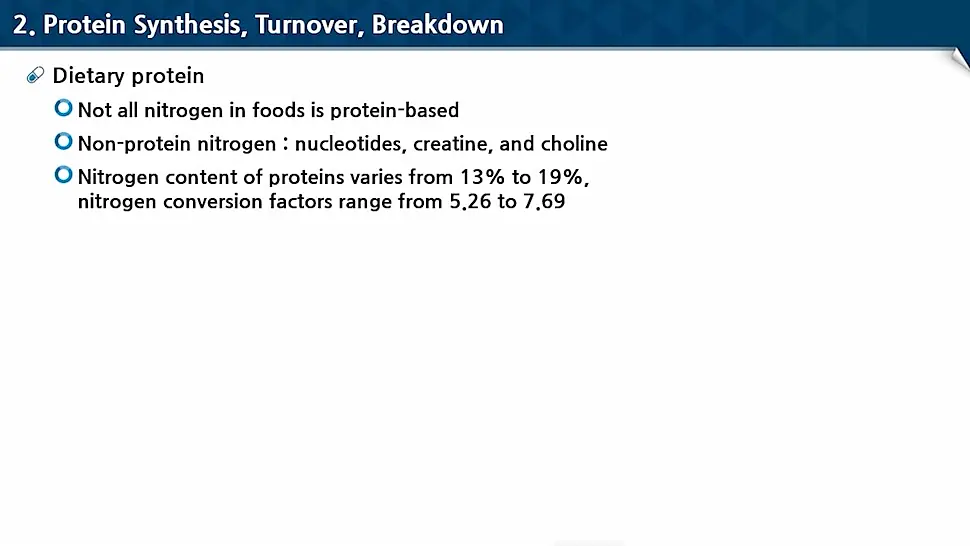 2. Protein Synthesis, Turnover, Breakdown
Dietary protein
Not all nitrogen in foods is protein-based
Non-protein nitrogen : nucleotides, creatine, and choline
Nitrogen content of proteins varies from 13% to 19%,
nitrogen conversion factors range from 5.26 to 7.69